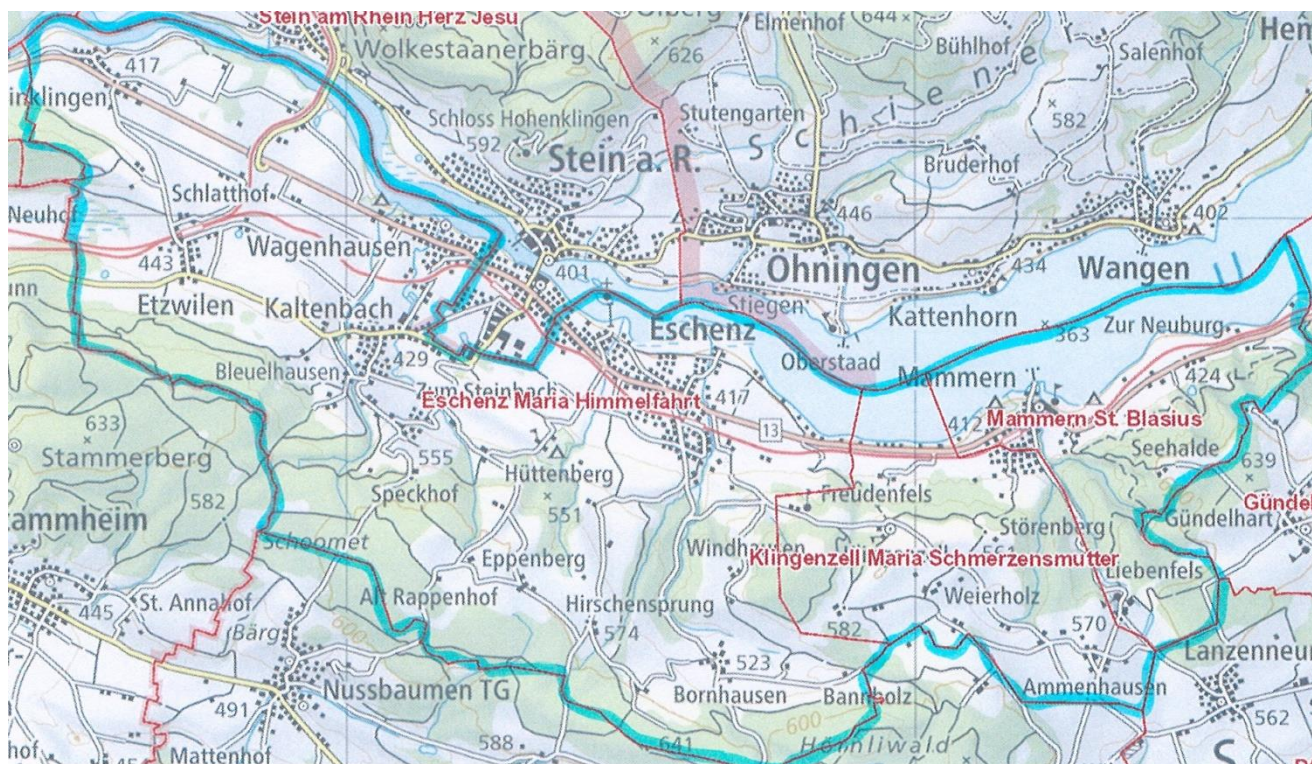 Stein am Rhein Herz Jesu
Elmenhof
644
Wolkestaanerbärg
626
Bühlhof
Salenhof
417
Schloss Hohenklingen
592
Stutengarten
Schiener
582
Stein a. R.
Bruderhof
Schlatthof
Neuhof
446
402
Wagenhausen
443
401
Öhningen
434
Wangen
Etzwilen
Kaltenbach
Stiegen
Kattenhorn
363
Zur Neuburg
Eschenz
429
Oberstaad
Bleuelhausen
Mammern
424
Zum Steinbach
Eschenz Maria Himmelfahrt
417
412
Mammern St. Blasius
633
13
Seehalde
Stammerberg
555
Hüttenberg
639
582
Speckhof
551
Freudenfels
Gündelhart
ammheim
Störenberg
Schoomet
Windhausen
Klingenzell Maria Schmerzensmutter
Eppenberg
Liebenfels
445
St. Annahof
Alt Rappenhof
Hirschensprung
Weierholz
Bärg
600
574
582
570
523
Nussbaumen TG
Bornhausen
Bannholz
Ammenhausen
491
600
562
588
641
Hörnliwald
Mattenhof